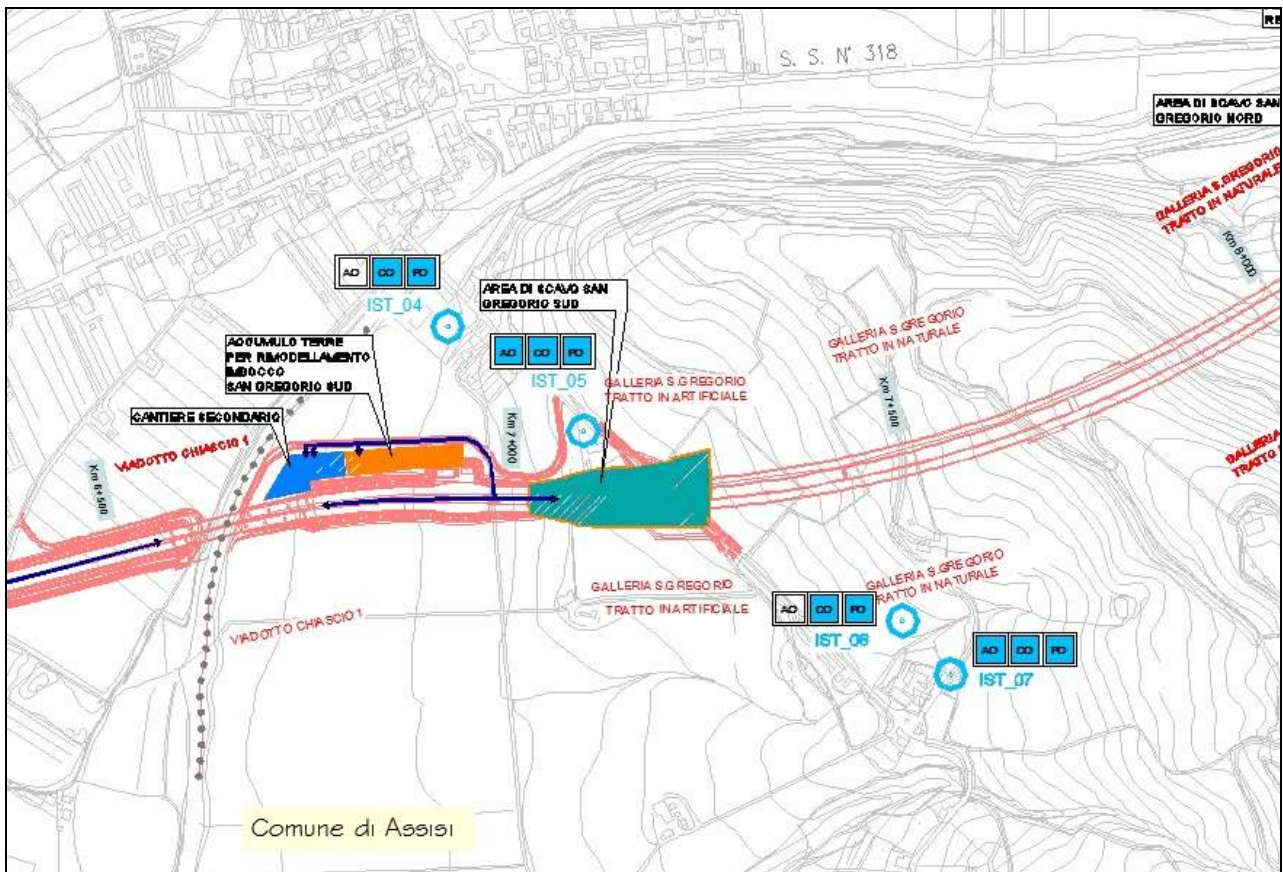 RE
S. S. N° 318
AREA DI SCAVO SAN
GREGORIO NORD
GALLERIA S.GREGORIO
TRATTO IN NATURALE
Km 8+000
AO CO PO
IST_04
AREA DI SCAVO SAN
GREGORIO SUD
ACCUMULO TERRE
PER RIMODELLAMENTO
IMBOCCO
SAN GREGORIO SUD
AO CO PO
IST_05
GALLERIA S.GREGORIO
TRATTO IN ARTIFICIALE
GALLERIA S.GREGORIO
TRATTO IN NATURALE
Km 7+500
CANTIERE SECONDARIO
VIADOTTO CHIASCIO 1
Km 6+500
Km 7+000
GALLERIA
TRATTO I
GALLERIA S.GREGORIO
TRATTO IN ARTIFICIALE
GALLERIA S.GREGORIO
TRATTO IN NATURALE
AO CO PO
IST_06
AO CO PO
IST_07
VIADOTTO CHIASCIO 1
Comune di Assisi